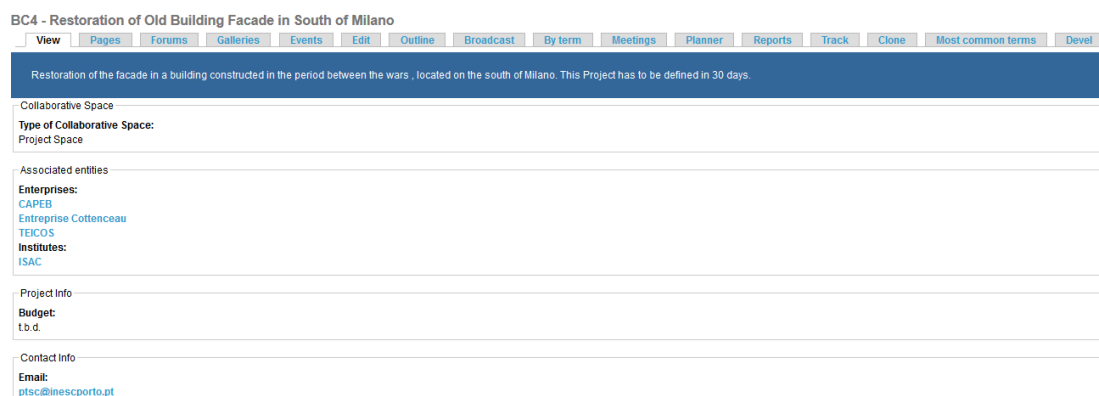 BC4 - Restoration of Old Building Facade in South of Milano
View Pages Forums Galleries Events Edit Outline Broadcast By term Meetings Planner Reports Track Clone Most common terms Devel
Restoration of the facade in a building constructed in the period between the wars , located on the south of Milano. This Project has to be defined in 30 days.
Collaborative Space
Type of Collaborative Space:
Project Space
Associated entities
Enterprises:
CAPEB
Entreprise Cottenceau
TEICOS
Institutes:
ISAC
Project Info
Budget:
t.b.d.
Contact Info
Email:
ptsc@inescporto.pt